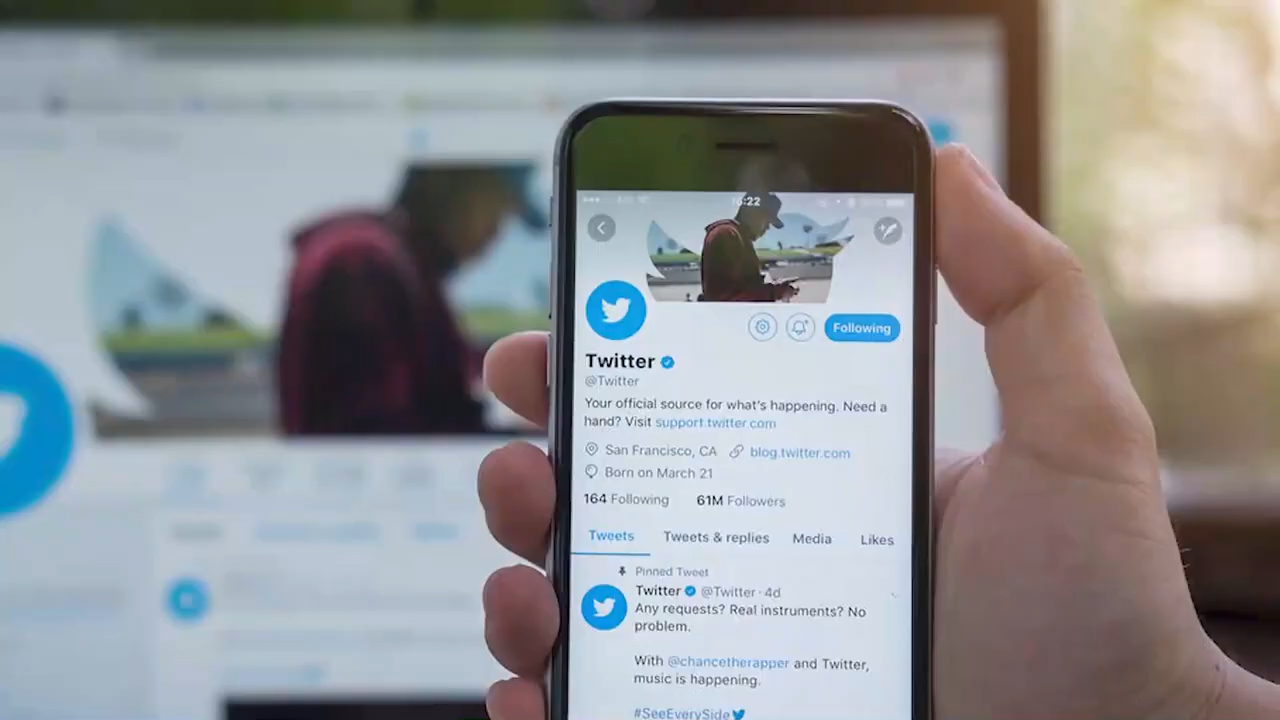 16:22
Following
Twitter
@Twitter
Your official source for what's happening. Need a
hand? Visit support.twitter.com
San Francisco, CA blog.twitter.com
Born on March 21
164 Following 61M Followers
Tweets Tweets & replies Media Likes
Pinned Tweet
Twitter @Twitter · 4d
Any requests? Real instruments? No
problem.
With @chancetherapper and Twitter,
music is happening.
#SeeEverySide